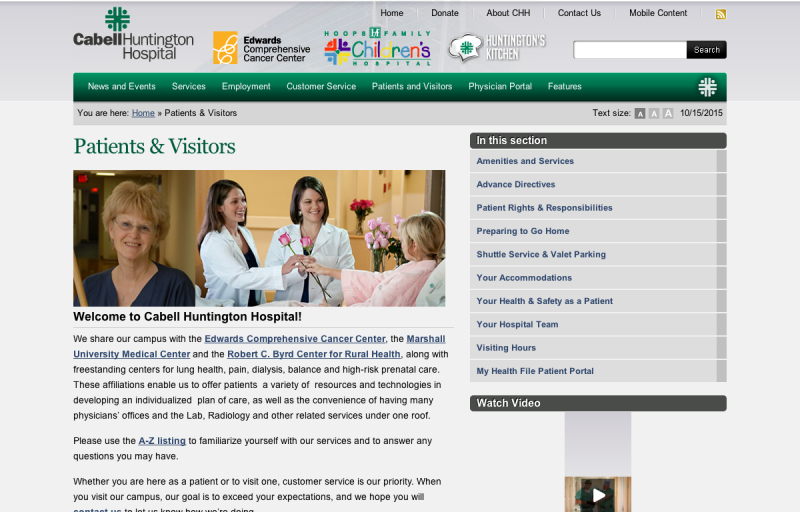 Home
Donate
About CHH
Contact Us
Mobile Content
CabellHuntington
Hospital
Edwards
Comprehensive
Cancer Center
HOOPS FAMILY
Children's
HOSPITAL
HUNTINGTON'S
KITCHEN
Search
News and Events
Services
Employment
Customer Service
Patients and Visitors
Physician Portal
Features
You are here: Home » Patients & Visitors
Text size: A A A 10/15/2015
Patients & Visitors
Welcome to Cabell Huntington Hospital!
We share our campus with the Edwards Comprehensive Cancer Center, the Marshall
University Medical Center and the Robert C. Byrd Center for Rural Health, along with
freestanding centers for lung health, pain, dialysis, balance and high-risk prenatal care.
These affiliations enable us to offer patients a variety of resources and technologies in
developing an individualized plan of care, as well as the convenience of having many
physicians' offices and the Lab, Radiology and other related services under one roof.
Please use the A-Z listing to familiarize yourself with our services and to answer any
questions you may have.
Whether you are here as a patient or to visit one, customer service is our priority. When
you visit our campus, our goal is to exceed your expectations, and we hope you will
contact us to let us know how we're doing.
In this section
Amenities and Services
Advance Directives
Patient Rights & Responsibilities
Preparing to Go Home
Shuttle Service & Valet Parking
Your Accommodations
Your Health & Safety as a Patient
Your Hospital Team
Visiting Hours
My Health File Patient Portal
Watch Video